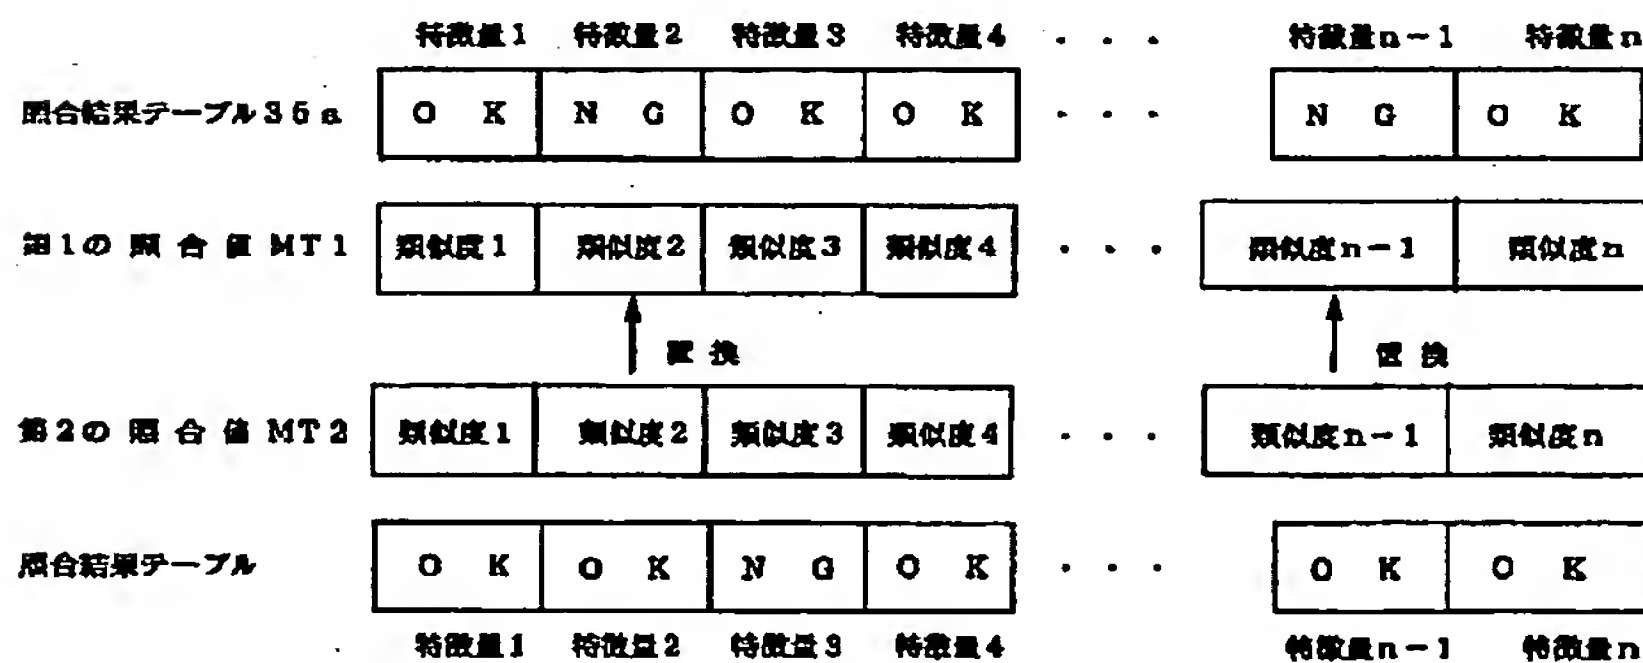 特徴量1 特徴量2 特徴量3 特徴量4 ・・・ 特徴量n-1 特徴量n
照合結果テーブル35a OK NG OK OK ・・・ NG OK
第1の照合値MT1 類似度1 類似度2 類似度3 類似度4 ・・・ 類似度n-1 類似度n
置換 置換
第2の照合値MT2 類似度1 類似度2 類似度3 類似度4 ・・・ 類似度n-1 類似度n
照合結果テーブル OK OK NG OK ・・・ OK OK
特徴量1 特徴量2 特徴量3 特徴量4 特徴量n-1 特徴量n